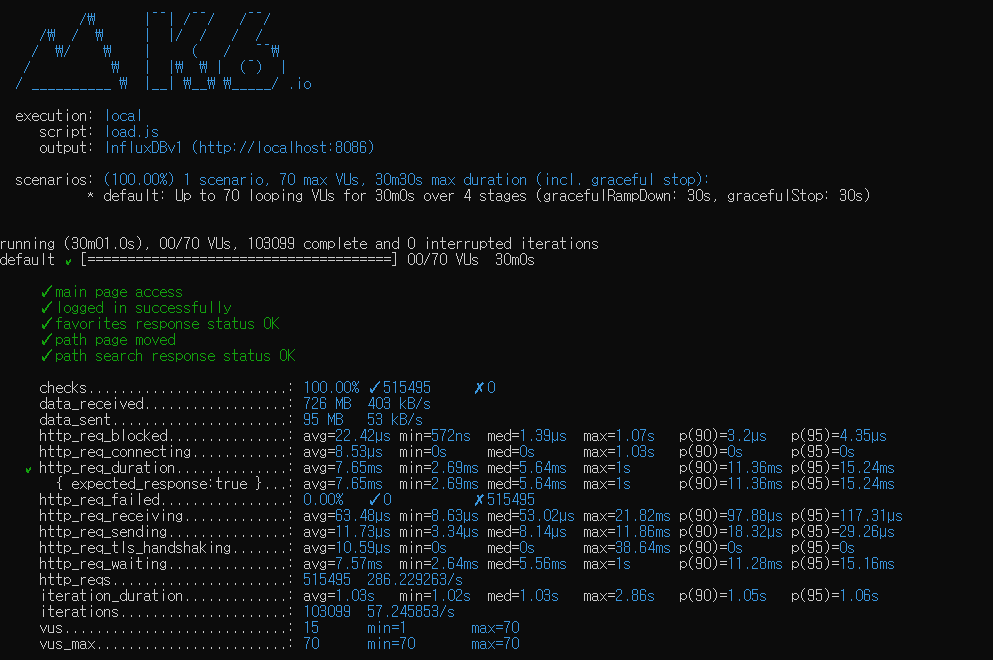 /₩        |¯¯| /¯¯/   /¯¯/
     /₩  /  ₩       |  |/  /   /  /
    /  ₩/    ₩      |     (   /   ¯¯₩
   /          ₩     |  |₩  ₩ |  (¯)  |
  / __________ ₩    |__| ₩__₩ ₩_____/ .io
execution: local
script: load.js
output: InfluxDBv1 (http://localhost:8086)
scenarios: (100.00%) 1 scenario, 70 max VUs, 30m30s max duration (incl. graceful stop):
* default: Up to 70 looping VUs for 30m0s over 4 stages (gracefulRampDown: 30s, gracefulStop: 30s)
running (30m01.0s), 00/70 VUs, 103099 complete and 0 interrupted iterations
default ✓ [======================================] 00/70 VUs  30m0s
✓ main page access
✓ logged in successfully
✓ favorites response status OK
✓ path page moved
✓ path search response status OK
checks.........................: 100.00% ✓ 515495     ✗ 0
data_received..................: 726 MB  403 kB/s
data_sent......................: 95 MB   53 kB/s
http_req_blocked...............: avg=22.42µs min=572ns  med=1.39µs  max=1.07s   p(90)=3.2µs   p(95)=4.35µs
http_req_connecting............: avg=8.53µs  min=0s     med=0s      max=1.03s   p(90)=0s      p(95)=0s
✓ http_req_duration..............: avg=7.65ms  min=2.69ms med=5.64ms  max=1s      p(90)=11.36ms p(95)=15.24ms
{ expected_response:true }...: avg=7.65ms  min=2.69ms med=5.64ms  max=1s      p(90)=11.36ms p(95)=15.24ms
http_req_failed................: 0.00%   ✓ 0          ✗ 515495
http_req_receiving.............: avg=63.48µs min=8.63µs med=53.02µs max=21.82ms p(90)=97.88µs p(95)=117.31µs
http_req_sending...............: avg=11.73µs min=3.34µs med=8.14µs  max=11.86ms p(90)=18.32µs p(95)=29.26µs
http_req_tls_handshaking.......: avg=10.59µs min=0s     med=0s      max=38.64ms p(90)=0s      p(95)=0s
http_req_waiting...............: avg=7.57ms  min=2.64ms med=5.56ms  max=1s      p(90)=11.28ms p(95)=15.16ms
http_reqs......................: 515495  286.229263/s
iteration_duration.............: avg=1.03s   min=1.02s  med=1.03s   max=2.86s   p(90)=1.05s   p(95)=1.06s
iterations.....................: 103099  57.245853/s
vus............................: 15      min=1        max=70
vus_max........................: 70      min=70       max=70